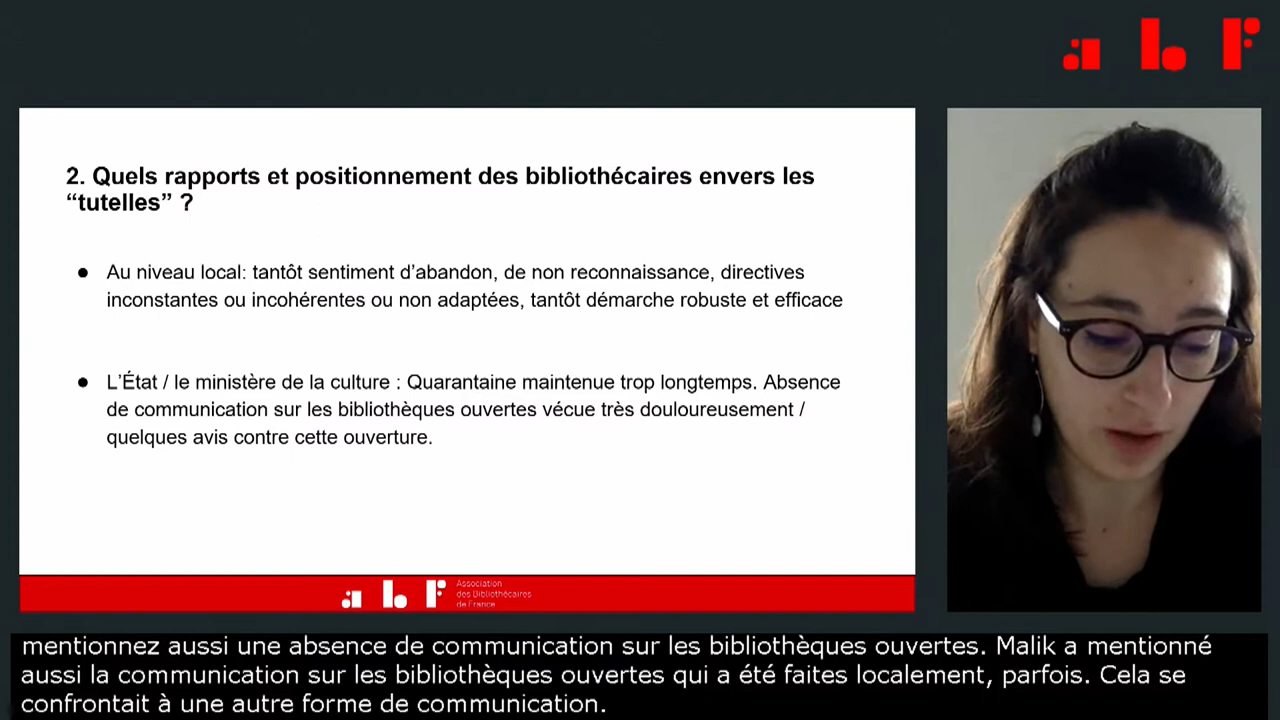 abf
2. Quels rapports et positionnement des bibliothécaires envers les
“tutelles” ?
● Au niveau local: tantôt sentiment d’abandon, de non reconnaissance, directives
inconstantes ou incohérentes ou non adaptées, tantôt démarche robuste et efficace
● L’État / le ministère de la culture : Quarantaine maintenue trop longtemps. Absence
de communication sur les bibliothèques ouvertes vécue très douloureusement /
quelques avis contre cette ouverture.
abf
Association
des Bibliothécaires
de France
mentionnez aussi une absence de communication sur les bibliothèques ouvertes. Malik a mentionné
aussi la communication sur les bibliothèques ouvertes qui a été faites localement, parfois. Cela se
confrontait à une autre forme de communication.